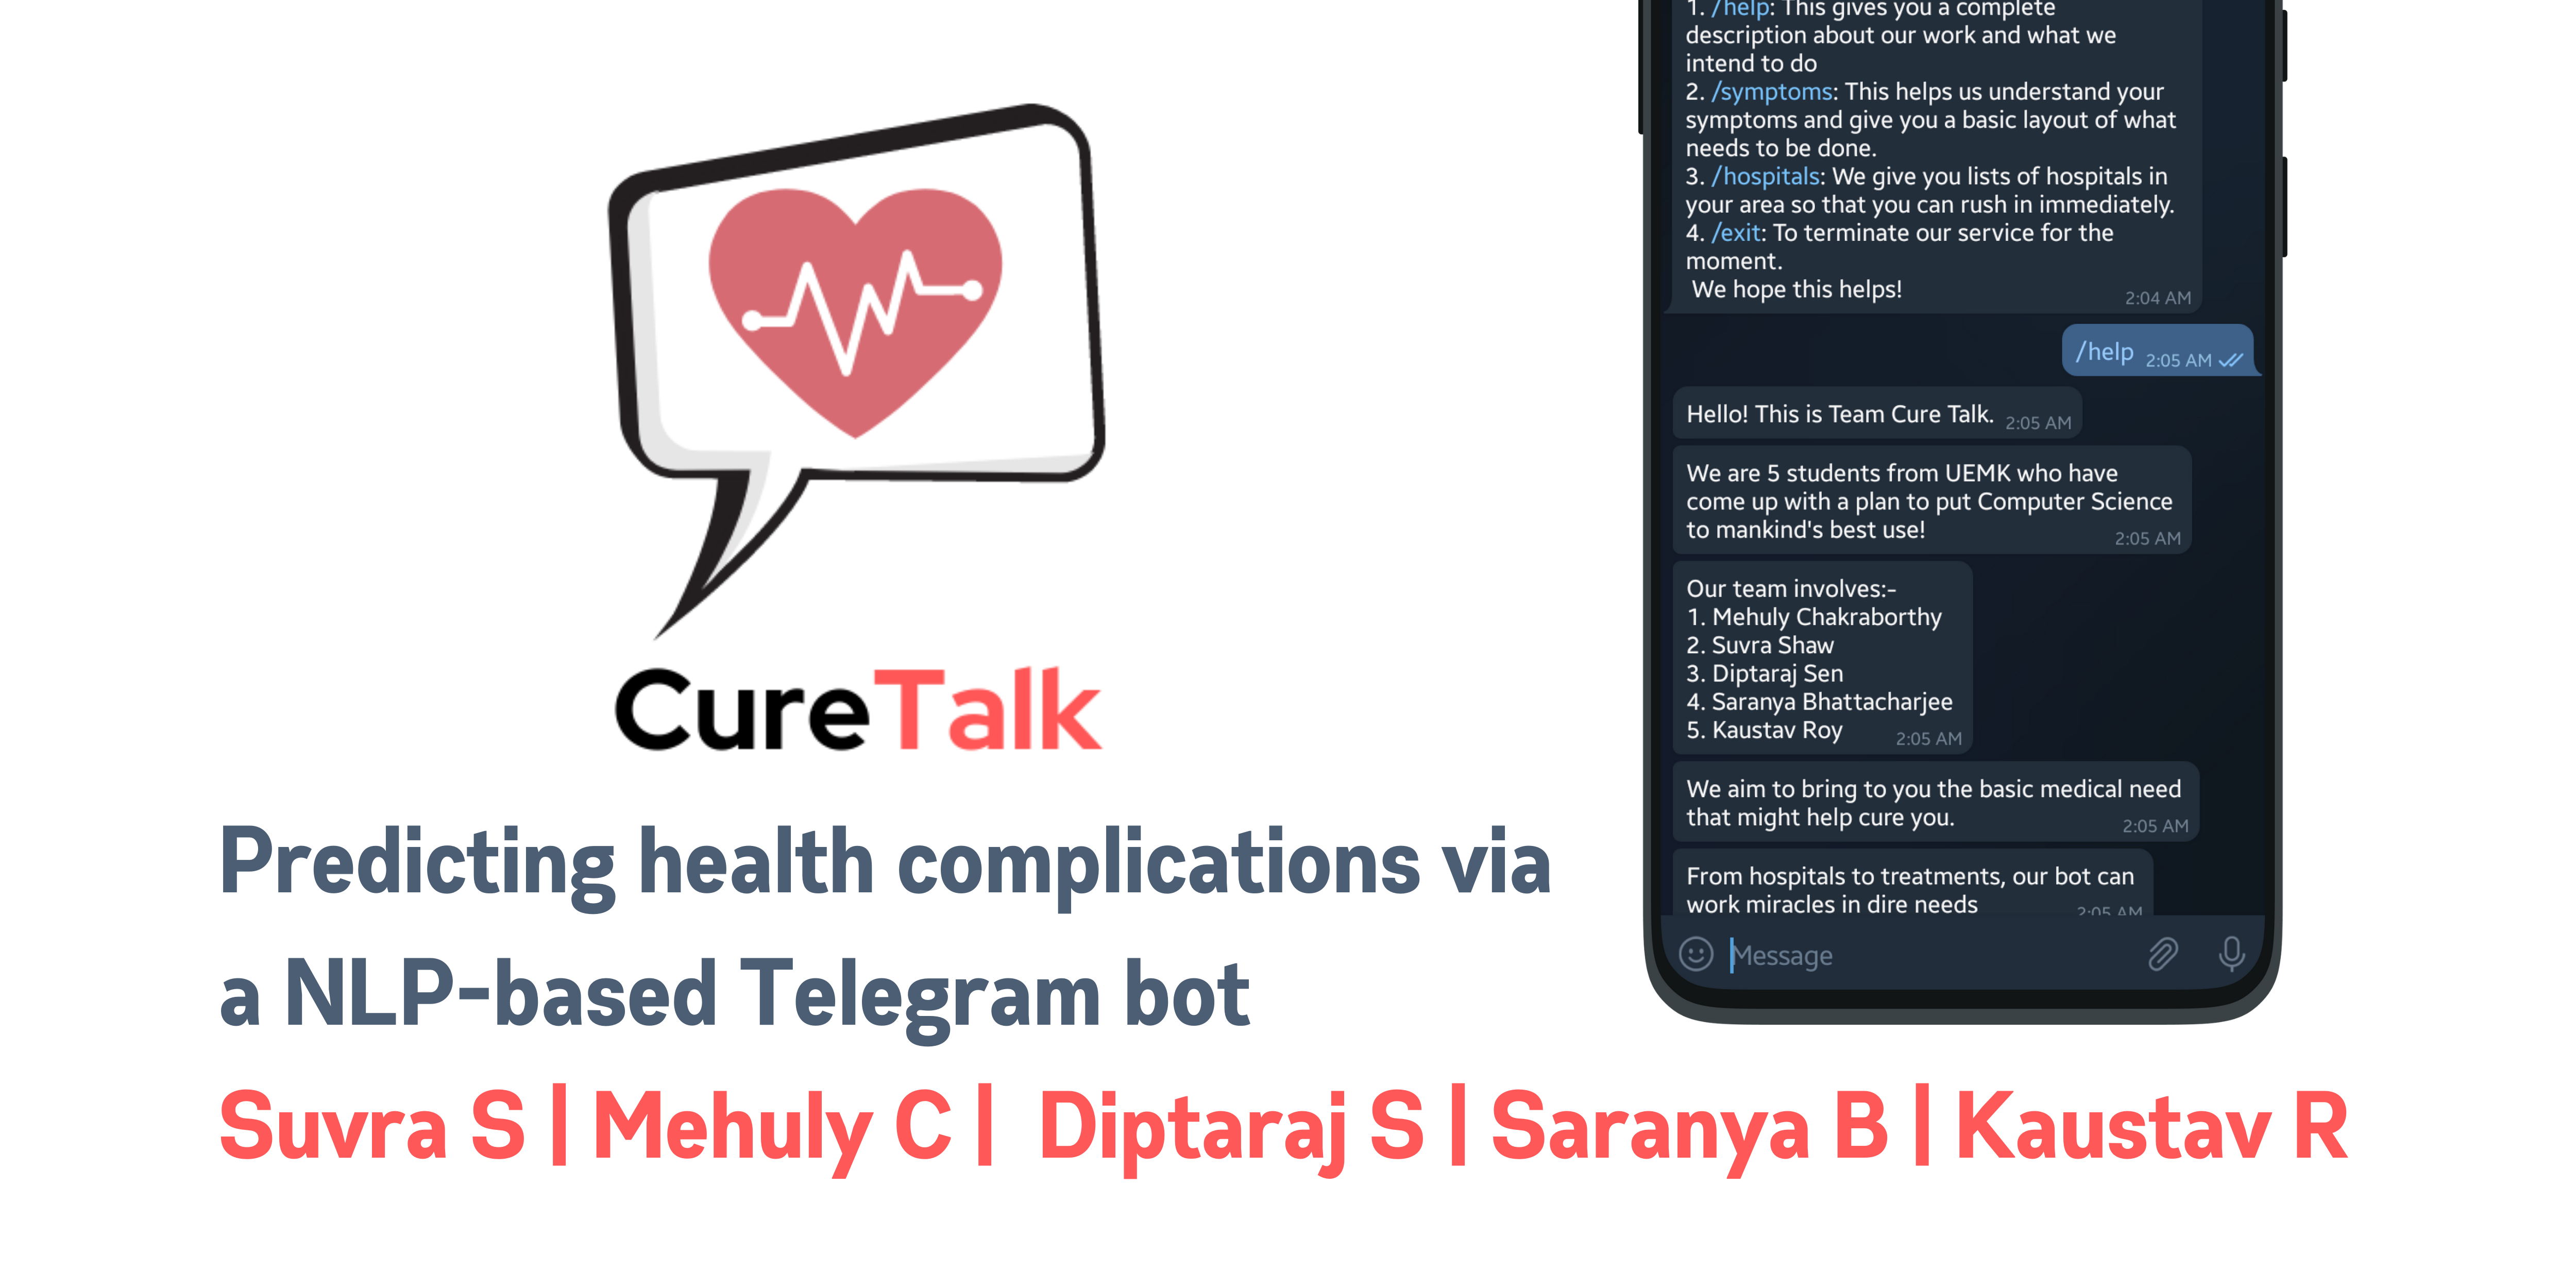 CureTalk
Predicting health complications via
a NLP-based Telegram bot
Suvra S | Mehuly C | Diptaraj S | Saranya B | Kaustav R
1. /help: This gives you a complete
description about our work and what we
intend to do
2. /symptoms: This helps us understand your
symptoms and give you a basic layout of what
needs to be done.
3. /hospitals: We give you lists of hospitals in
your area so that you can rush in immediately.
4. /exit: To terminate our service for the
moment.
We hope this helps!
2:04 AM
/help 2:05 AM
Hello! This is Team Cure Talk. 2:05 AM
We are 5 students from UEMK who have
come up with a plan to put Computer Science
to mankind's best use!
2:05 AM
Our team involves:-
1. Mehuly Chakraborthy
2. Suvra Shaw
3. Diptaraj Sen
4. Saranya Bhattacharjee
5. Kaustav Roy
2:05 AM
We aim to bring to you the basic medical need
that might help cure you.
2:05 AM
From hospitals to treatments, our bot can
work miracles in dire needs
2:05 AM
Message